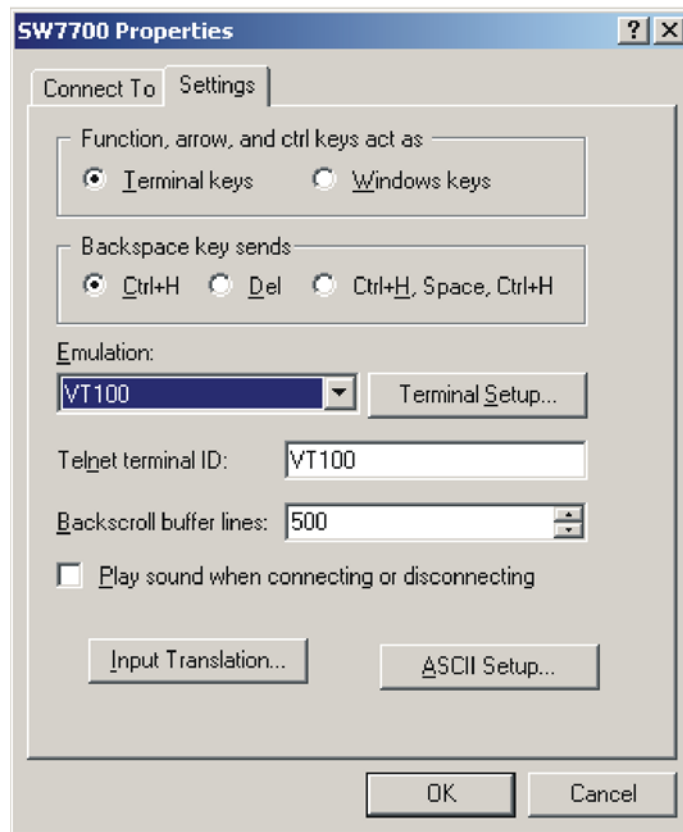 SW7700 Properties
Connect To Settings
Function, arrow, and ctrl keys act as
Terminal keys Windows keys
Backspace key sends
Ctrl+H Del Ctrl+H, Space, Ctrl+H
Emulation:
VT100 Terminal Setup...
Telnet terminal ID: VT100
Backscroll buffer lines: 500
Play sound when connecting or disconnecting
Input Translation... ASCII Setup...
OK Cancel